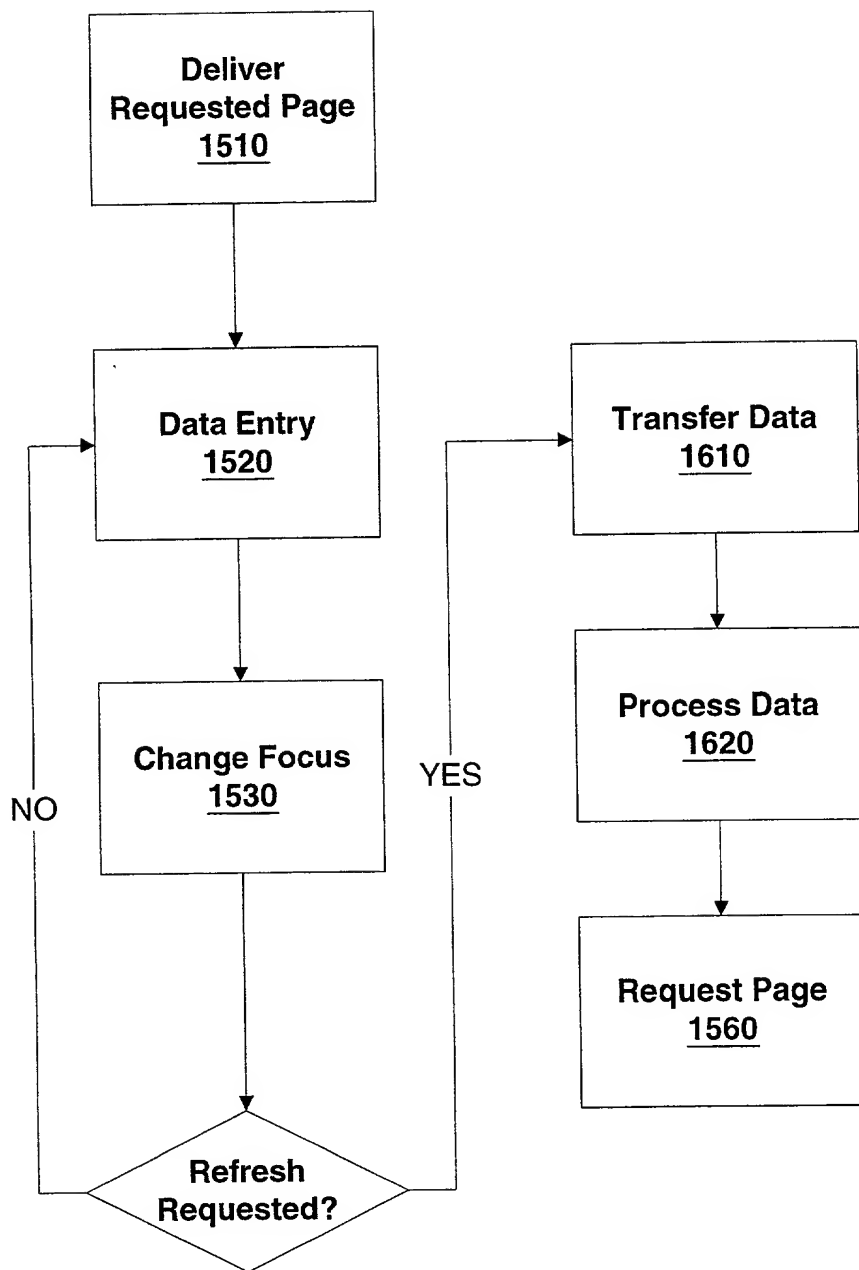 Deliver
Requested Page
1510
Data Entry
1520
Change Focus
1530
Refresh
Requested?
NO
YES
Transfer Data
1610
Process Data
1620
Request Page
1560